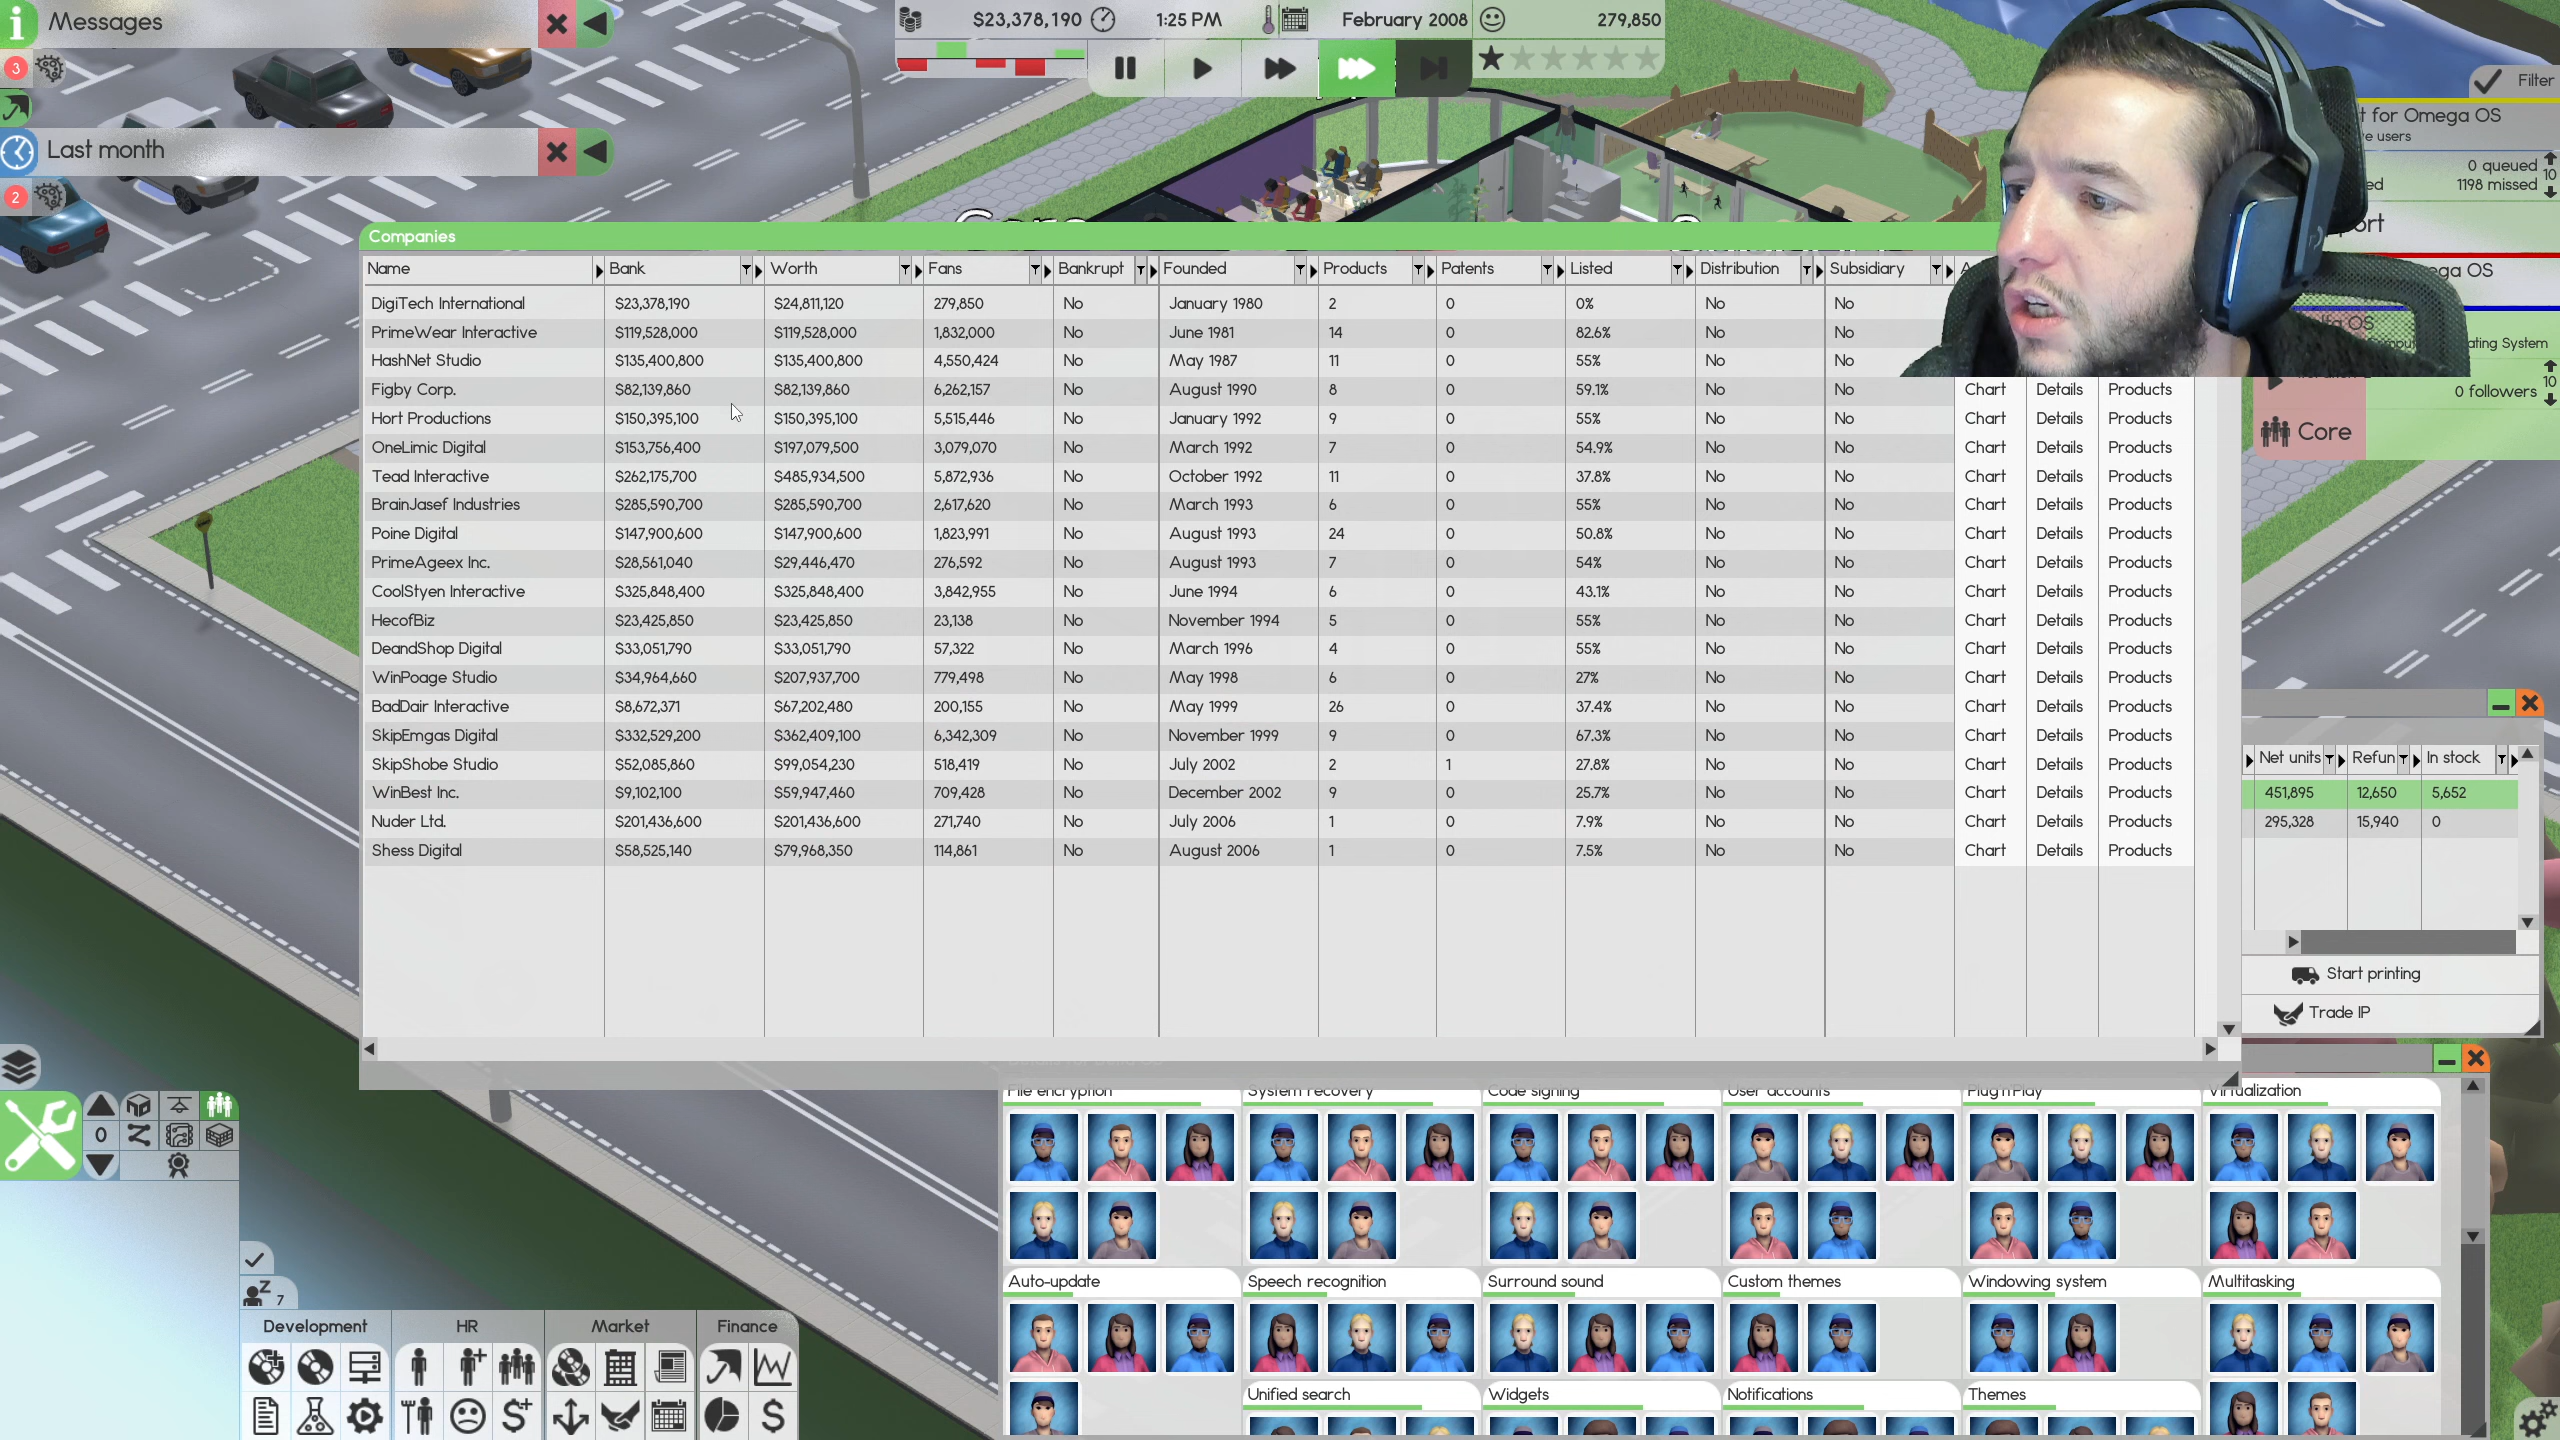 Messages
$23,378,190 1:25 PM February 2008 279,850
3
Last month
2
Filter
t for Omega OS
e users
0 queued
10
ed 1198 missed
ort
ega OS
OS
ating System
10
0 followers
Core
Companies
Name Bank Worth Fans Bankrupt Founded Products Patents Listed Distribution Subsidiary
DigiTech International $23,378,190 $24,811,120 279,850 No January 1980 2 0 0% No No
PrimeWear Interactive $119,528,000 $119,528,000 1,832,000 No June 1981 14 0 82.6% No No
HashNet Studio $135,400,800 $135,400,800 4,550,424 No May 1987 11 0 55% No No
Figby Corp. $82,139,860 $82,139,860 6,262,157 No August 1990 8 0 59.1% No No Chart Details Products
Hort Productions $150,395,100 $150,395,100 5,515,446 No January 1992 9 0 55% No No Chart Details Products
OneLimic Digital $153,756,400 $197,079,500 3,079,070 No March 1992 7 0 54.9% No No Chart Details Products
Tead Interactive $262,175,700 $485,934,500 5,872,936 No October 1992 11 0 37.8% No No Chart Details Products
BrainJasef Industries $285,590,700 $285,590,700 2,617,620 No March 1993 6 0 55% No No Chart Details Products
Poine Digital $147,900,600 $147,900,600 1,823,991 No August 1993 24 0 50.8% No No Chart Details Products
PrimeAgeex Inc. $28,561,040 $29,446,470 276,592 No August 1993 7 0 54% No No Chart Details Products
CoolStyen Interactive $325,848,400 $325,848,400 3,842,955 No June 1994 6 0 43.1% No No Chart Details Products
HecofBiz $23,425,850 $23,425,850 23,138 No November 1994 5 0 55% No No Chart Details Products
DeandShop Digital $33,051,790 $33,051,790 57,322 No March 1996 4 0 55% No No Chart Details Products
WinPoage Studio $34,964,660 $207,937,700 779,498 No May 1998 6 0 27% No No Chart Details Products
BadDair Interactive $8,672,371 $67,202,480 200,155 No May 1999 26 0 37.4% No No Chart Details Products
SkipEmgas Digital $332,529,200 $362,409,100 6,342,309 No November 1999 9 0 67.3% No No Chart Details Products
SkipShobe Studio $52,085,860 $99,054,230 518,419 No July 2002 2 1 27.8% No No Chart Details Products
WinBest Inc. $9,102,100 $59,947,460 709,428 No December 2002 9 0 25.7% No No Chart Details Products
Nuder Ltd. $201,436,600 $201,436,600 271,740 No July 2006 1 0 7.9% No No Chart Details Products
Shess Digital $58,525,140 $79,968,350 114,861 No August 2006 1 0 7.5% No No Chart Details Products
Net units Refun In stock
451,895 12,650 5,652
295,328 15,940 0
Start printing
Trade IP
File encryption System recovery Code signing User accounts Plug'n'Play Virtualization
Auto-update Speech recognition Surround sound Custom themes Windowing system Multitasking
Unified search Widgets Notifications Themes
0
7
Development HR Market Finance